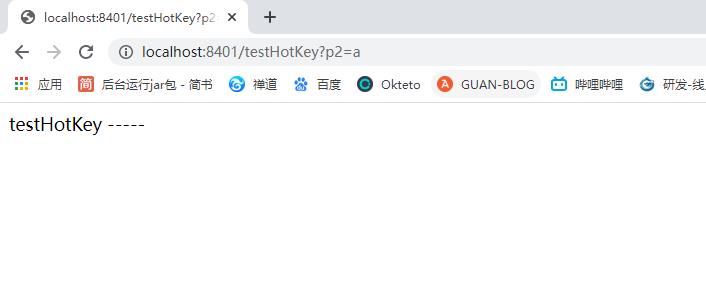 localhost:8401/testHotKey?p2=
localhost:8401/testHotKey?p2=a
应用 简 后台运行jar包 - 简书 禅道 百度 Okteto GUAN-BLOG 哔哩哔哩 研发-线
testHotKey -----